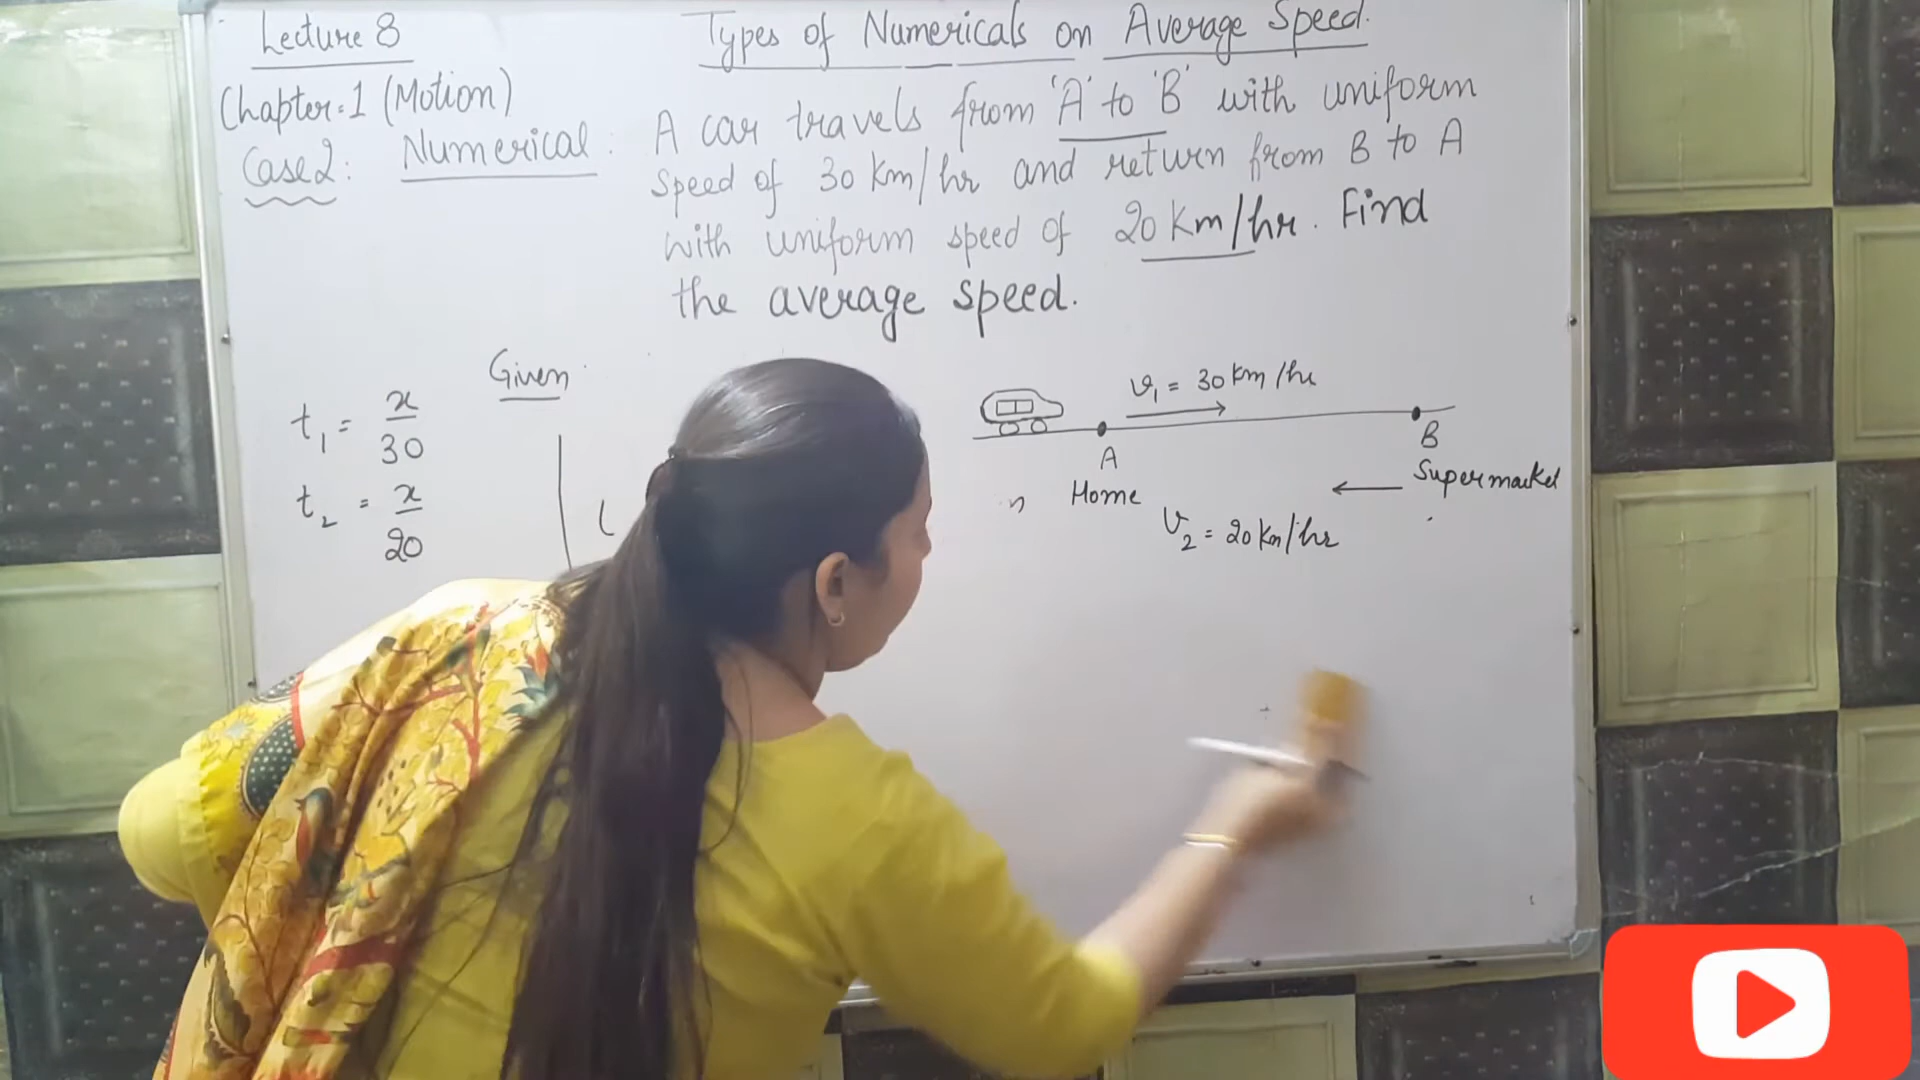 Lecture 8
Types of Numericals on Average Speed.
Chapter-1 (Motion)
Case2: Numerical: A car travels from 'A' to 'B' with uniform
speed of 30 Km/hr and return from B to A
with uniform speed of 20 Km/hr. Find
the average speed.
Given
t₁ = x/30
t₂ = x/20
v₁ = 30 Km/hr
A
B
Home
Supermarket
v₂ = 20 Km/hr